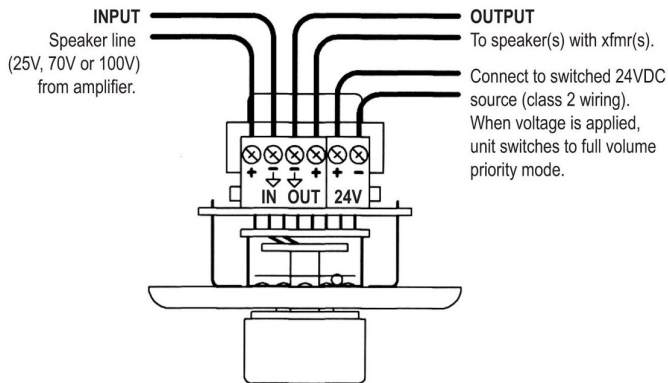 INPUT
Speaker line
(25V, 70V or 100V)
from amplifier.
OUTPUT
To speaker(s) with xfmr(s).
Connect to switched 24VDC
source (class 2 wiring).
When voltage is applied,
unit switches to full volume
priority mode.
+ − − + + −
IN OUT 24V